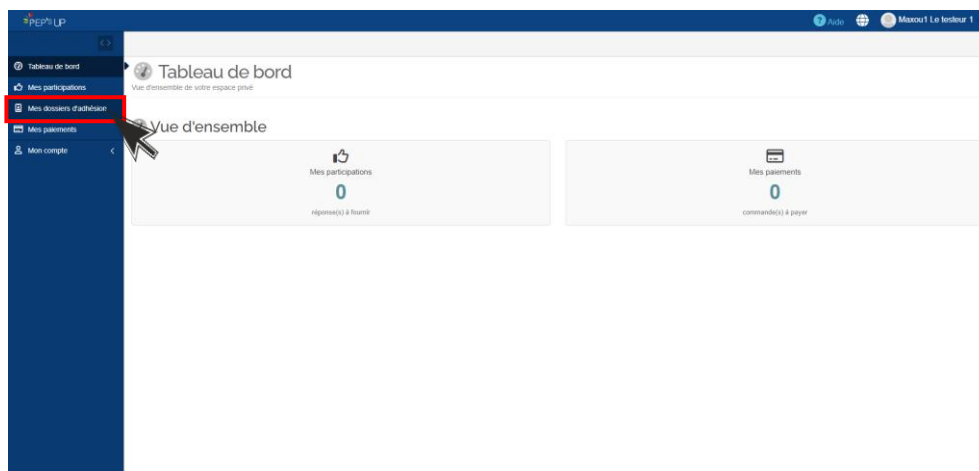 PEP'S UP
Aide
Maxou1 Le testeur 1
Tableau de bord
Mes participations
Mes dossiers d'adhésion
Mes paiements
Mon compte
Tableau de bord
Vue d'ensemble de votre espace privé
Vue d'ensemble
Mes participations
0
réponse(s) à fournir
Mes paiements
0
commande(s) à payer